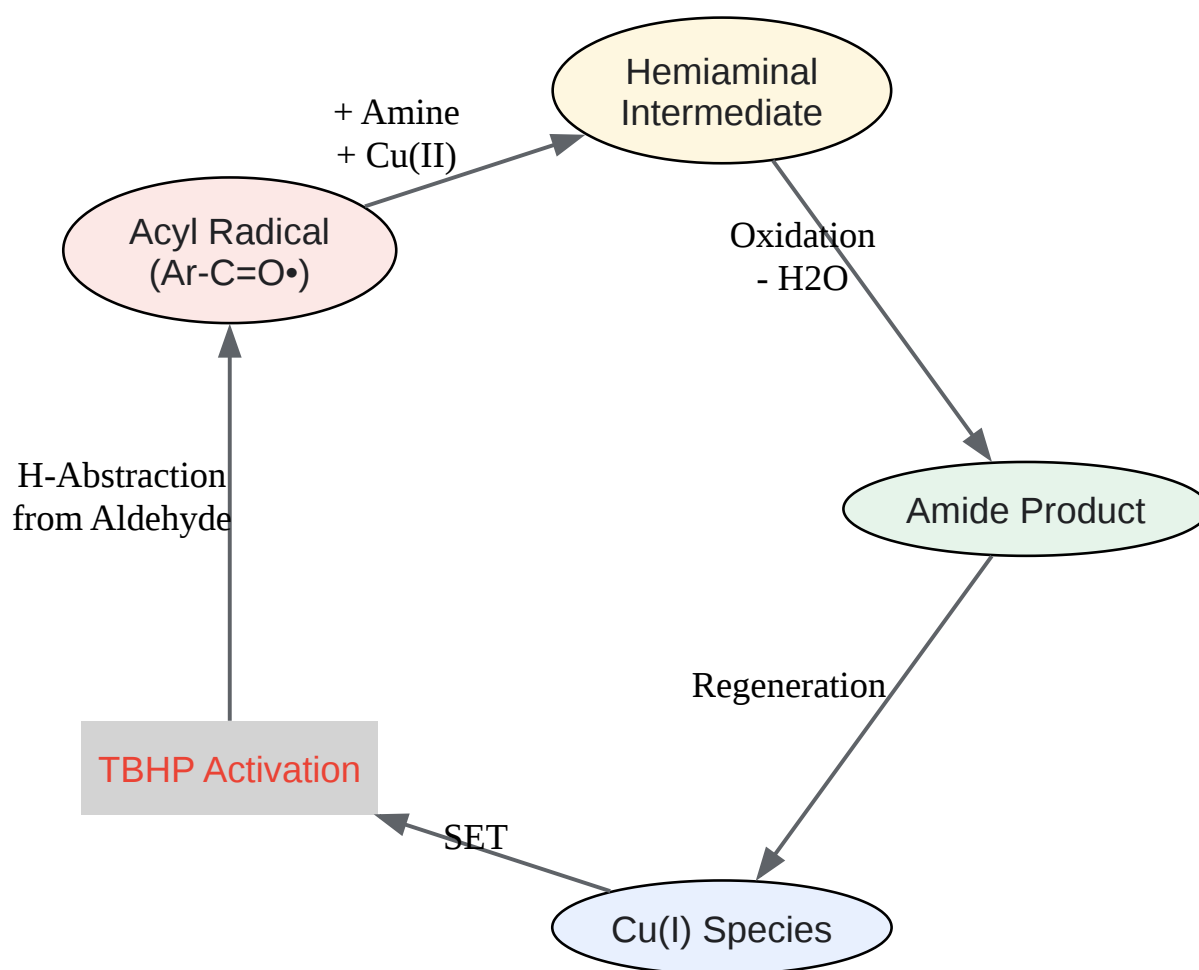 Hemiaminal
Intermediate
+ Amine
+ Cu(II)
Acyl Radical
(Ar-C=O•)
Oxidation
- H2O
H-Abstraction
from Aldehyde
Amide Product
Regeneration
TBHP Activation
SET
Cu(I) Species